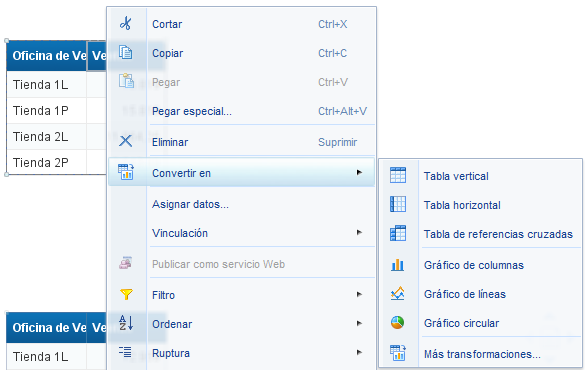 Cortar Ctrl+X
Copiar Ctrl+C
Pegar Ctrl+V
Pegar especial... Ctrl+Alt+V
Eliminar Suprimir
Convertir en
Asignar datos...
Vinculación
Publicar como servicio Web
Filtro
Ordenar
Ruptura
Tabla vertical
Tabla horizontal
Tabla de referencias cruzadas
Gráfico de columnas
Gráfico de líneas
Gráfico circular
Más transformaciones...
Oficina de Ve
Tienda 1L
Tienda 1P
Tienda 2L
Tienda 2P
Oficina de Ve
Tienda 1L